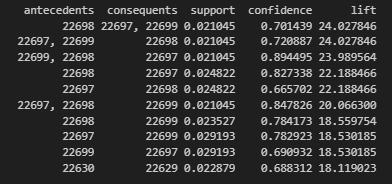 antecedents consequents support confidence lift
22698 22697, 22699 0.021045 0.701439 24.027846
22697, 22699 22698 0.021045 0.720887 24.027846
22699, 22698 22697 0.021045 0.894495 23.989564
22698 22697 0.024822 0.827338 22.188466
22697 22698 0.024822 0.665702 22.188466
22697, 22698 22699 0.021045 0.847826 20.066300
22698 22699 0.023527 0.784173 18.559754
22697 22699 0.029193 0.782923 18.530185
22699 22697 0.029193 0.690932 18.530185
22630 22629 0.022879 0.688312 18.119023